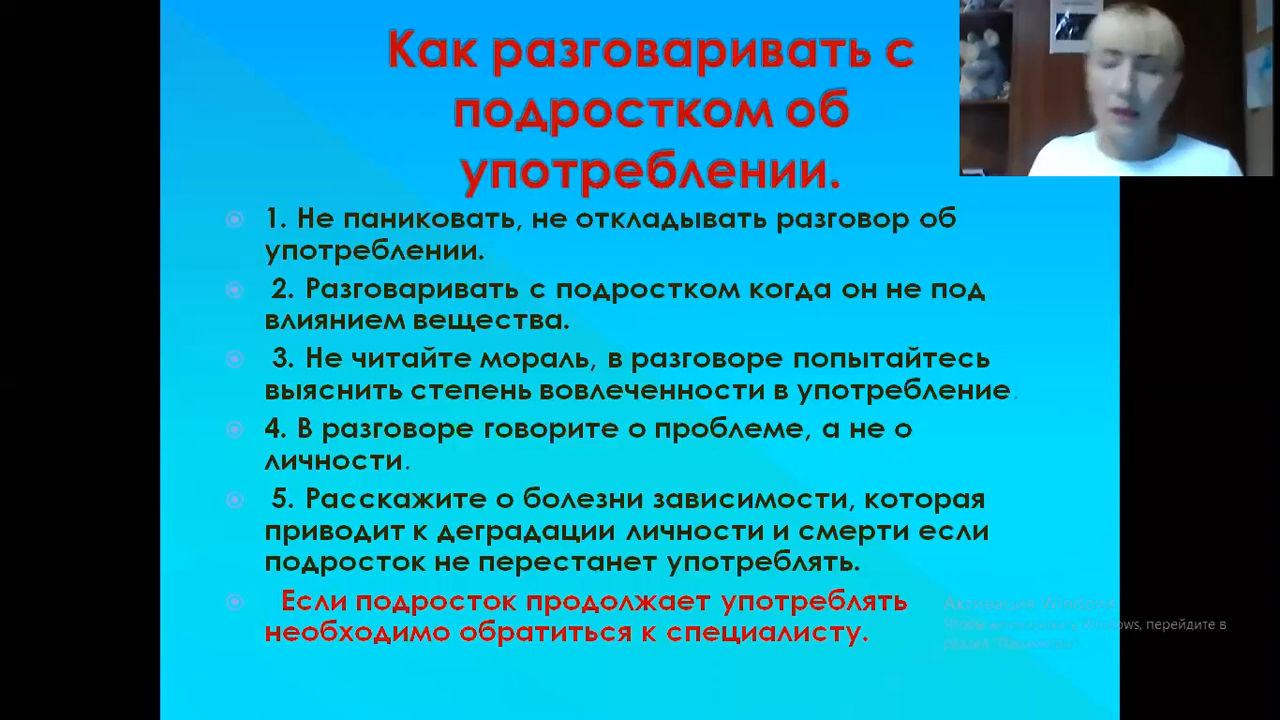 Как разговаривать с
подростком об
употреблении.
1. Не паниковать, не откладывать разговор об
употреблении.
2. Разговаривать с подростком когда он не под
влиянием вещества.
3. Не читайте мораль, в разговоре попытайтесь
выяснить степень вовлеченности в употребление.
4. В разговоре говорите о проблеме, а не о
личности.
5. Расскажите о болезни зависимости, которая
приводит к деградации личности и смерти если
подросток не перестанет употреблять.
Если подросток продолжает употреблять
необходимо обратиться к специалисту.
Активация Windows
Windows, перейдите в
раздел